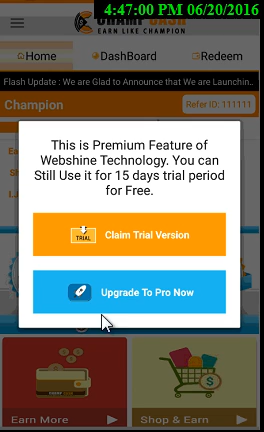 4:47:00 PM 06/20/2016
CHAMP CASH
EARN LIKE CHAMPION
Home
DashBoard
Redeem
Flash Update : We are Glad to Announce that We are Launchin..
Champion
Refer ID: 111111
This is Premium Feature of
Webshine Technology. You can
Still Use it for 15 days trial period
for Free.
TRIAL
Claim Trial Version
Upgrade To Pro Now
Earn More
Shop & Earn